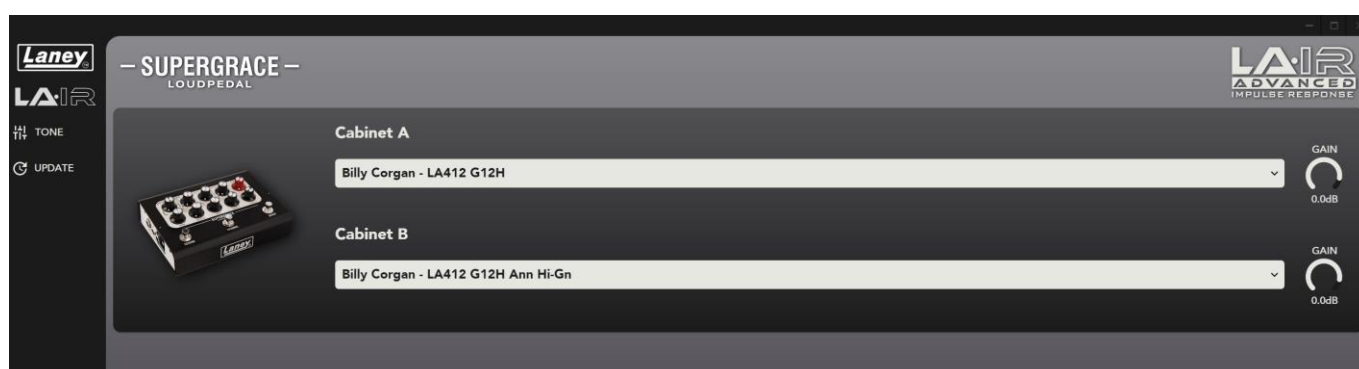 Laney
LA·IR
TONE
UPDATE
– SUPERGRACE –
LOUDPEDAL
LA·IR
ADVANCED
IMPULSE RESPONSE
Cabinet A
Billy Corgan - LA412 G12H
GAIN
0.0dB
Cabinet B
Billy Corgan - LA412 G12H Ann Hi-Gn
GAIN
0.0dB
Laney